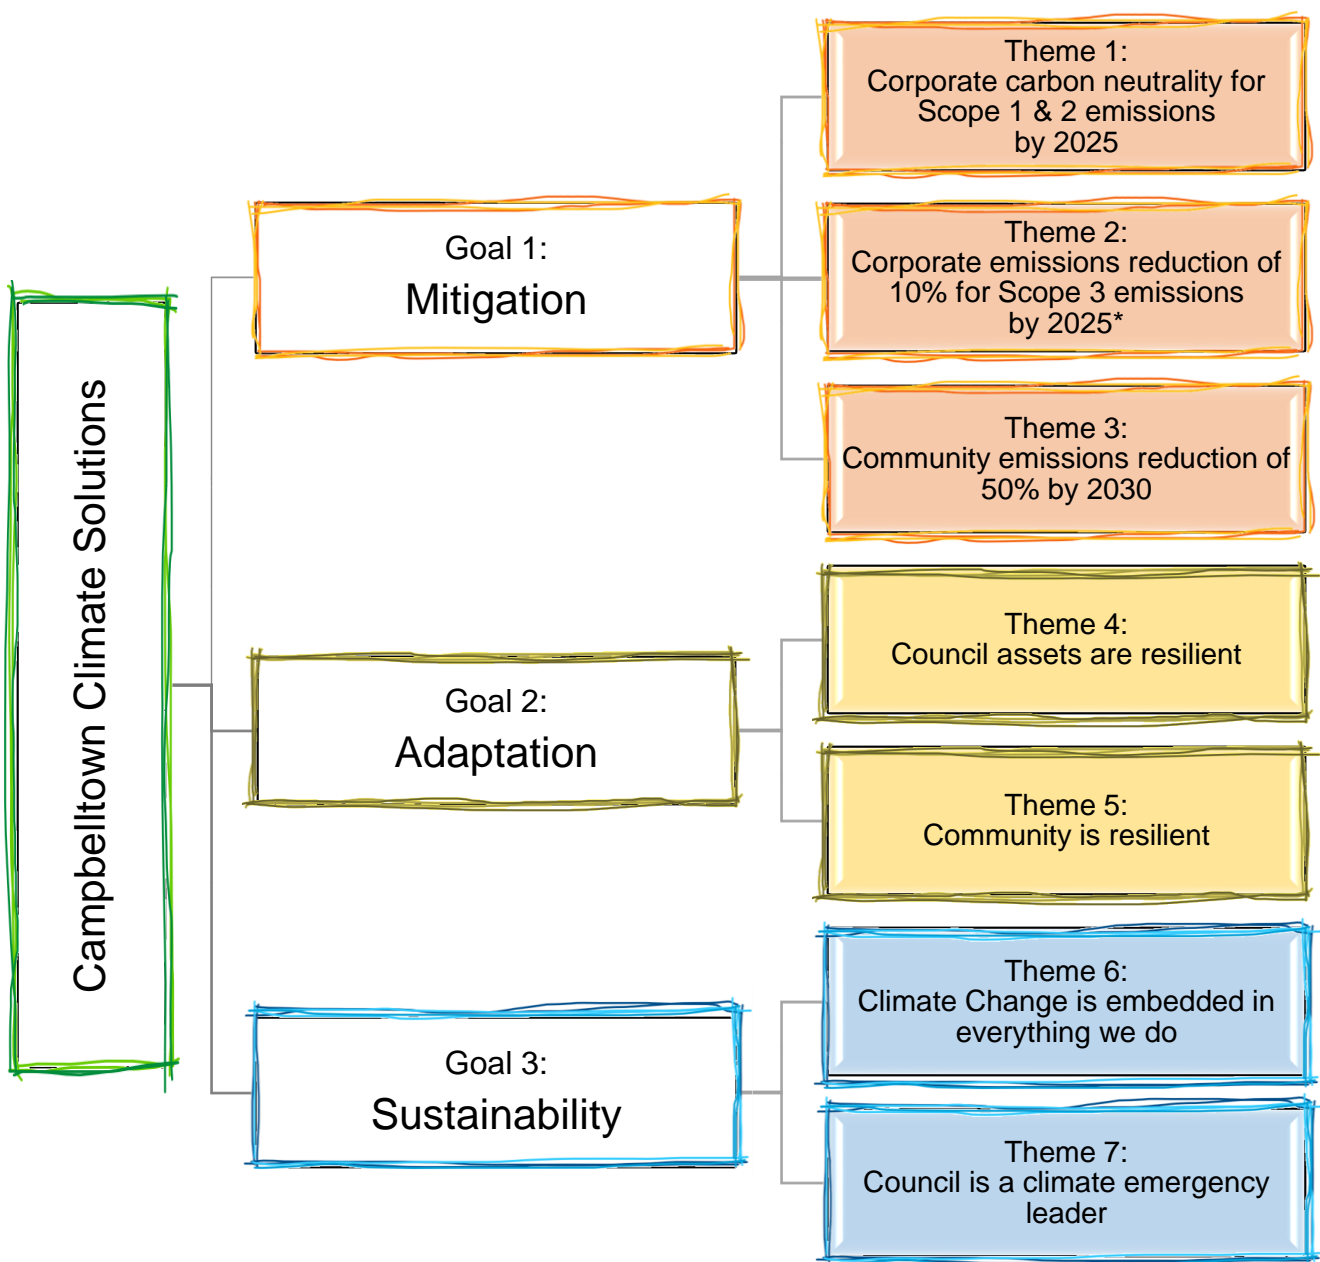 Campbelltown Climate Solutions
Goal 1:
Mitigation
Theme 1:
Corporate carbon neutrality for
Scope 1 & 2 emissions
by 2025
Theme 2:
Corporate emissions reduction of
10% for Scope 3 emissions
by 2025*
Theme 3:
Community emissions reduction of
50% by 2030
Goal 2:
Adaptation
Theme 4:
Council assets are resilient
Theme 5:
Community is resilient
Goal 3:
Sustainability
Theme 6:
Climate Change is embedded in
everything we do
Theme 7:
Council is a climate emergency
leader